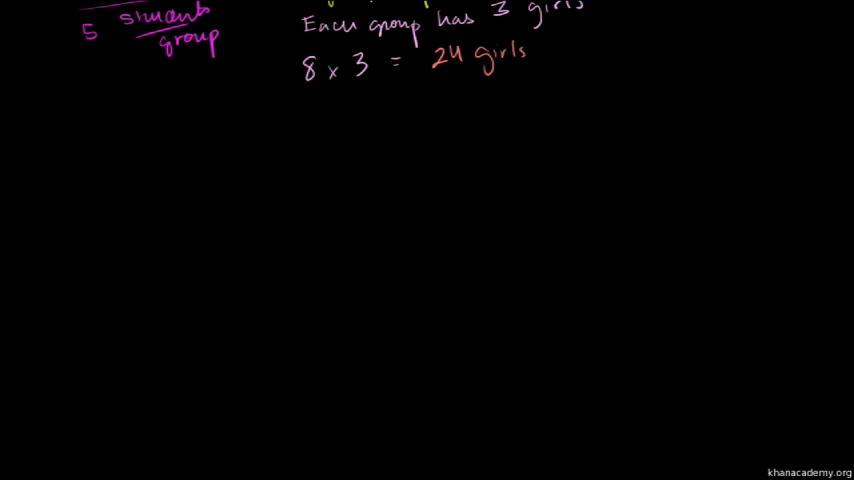 5 students
group
Each group has 3 girls
8 x 3 = 24 girls
khanacademy.org